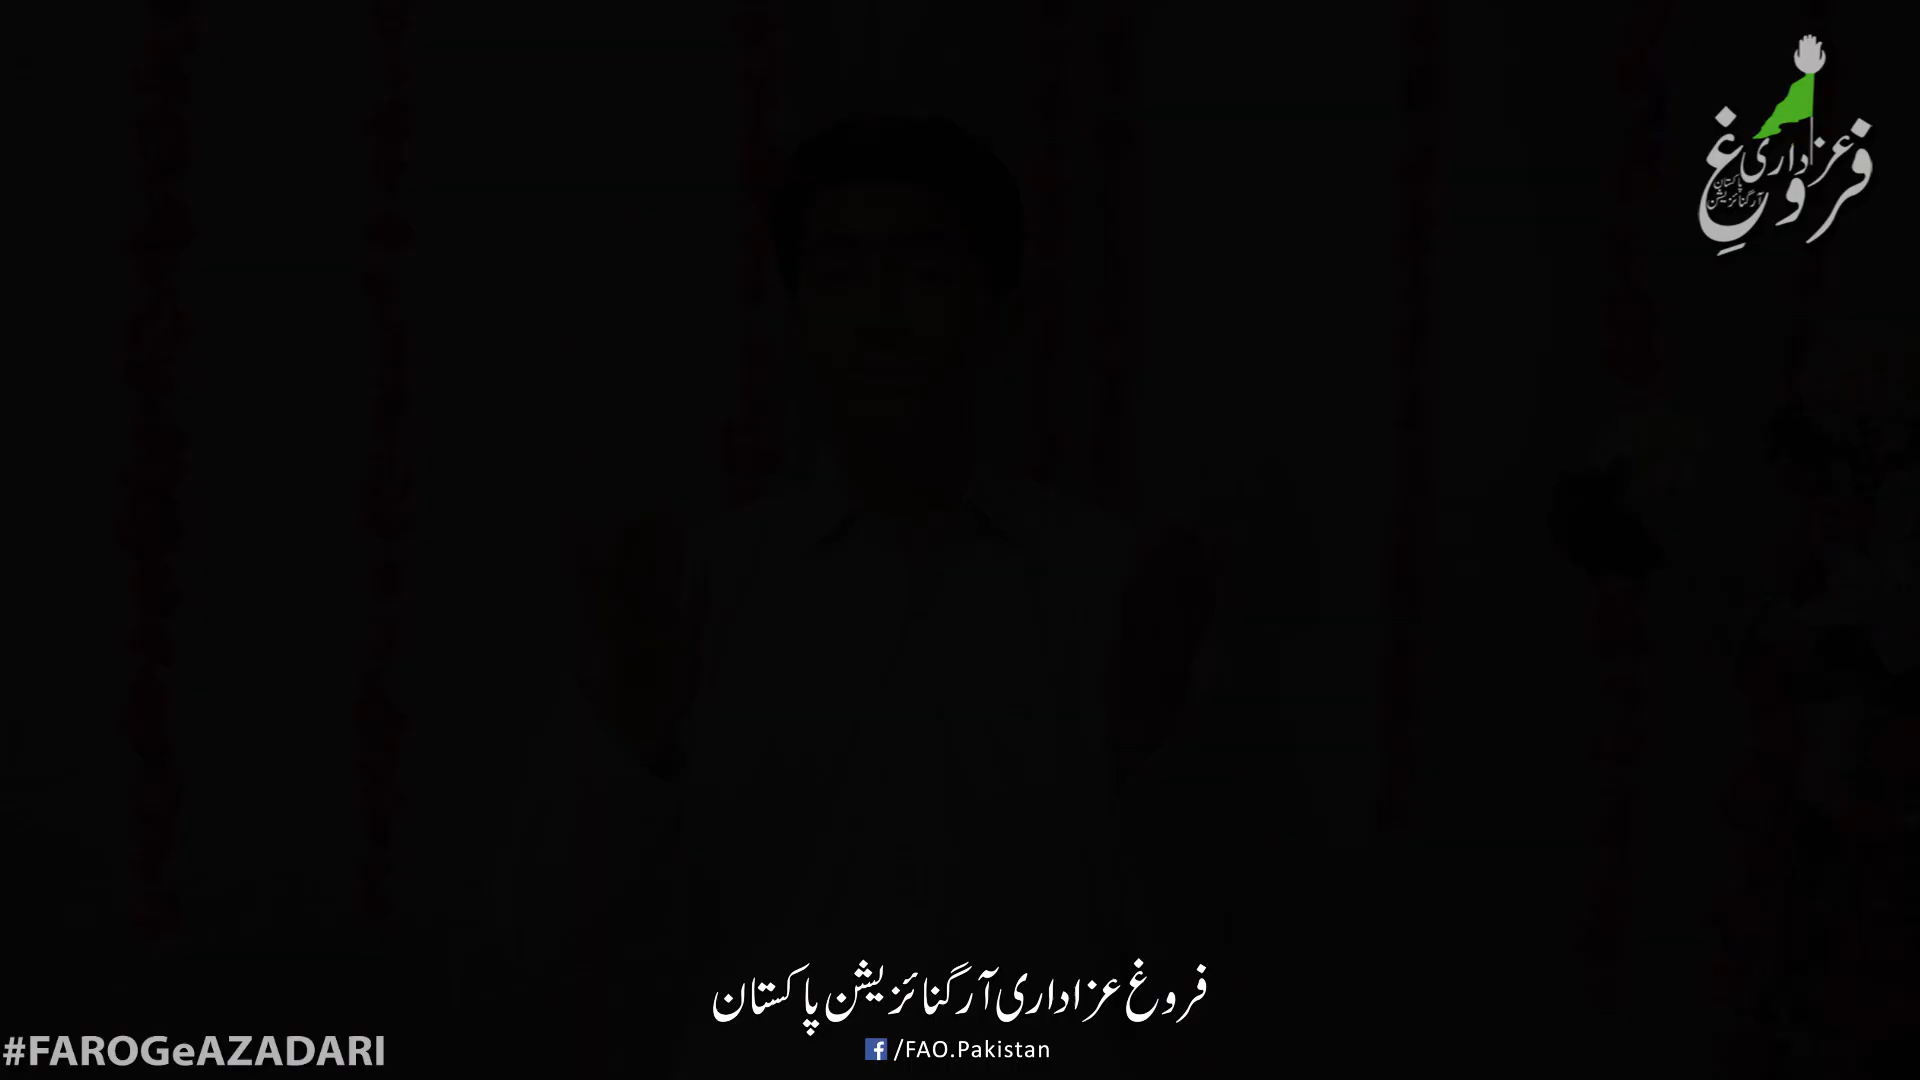 فروغِ
عزاداری
پاکستان
آرگنائزیشن
فروغ عزاداری آرگنائزیشن پاکستان
/FAO.Pakistan
#FAROGeAZADARI